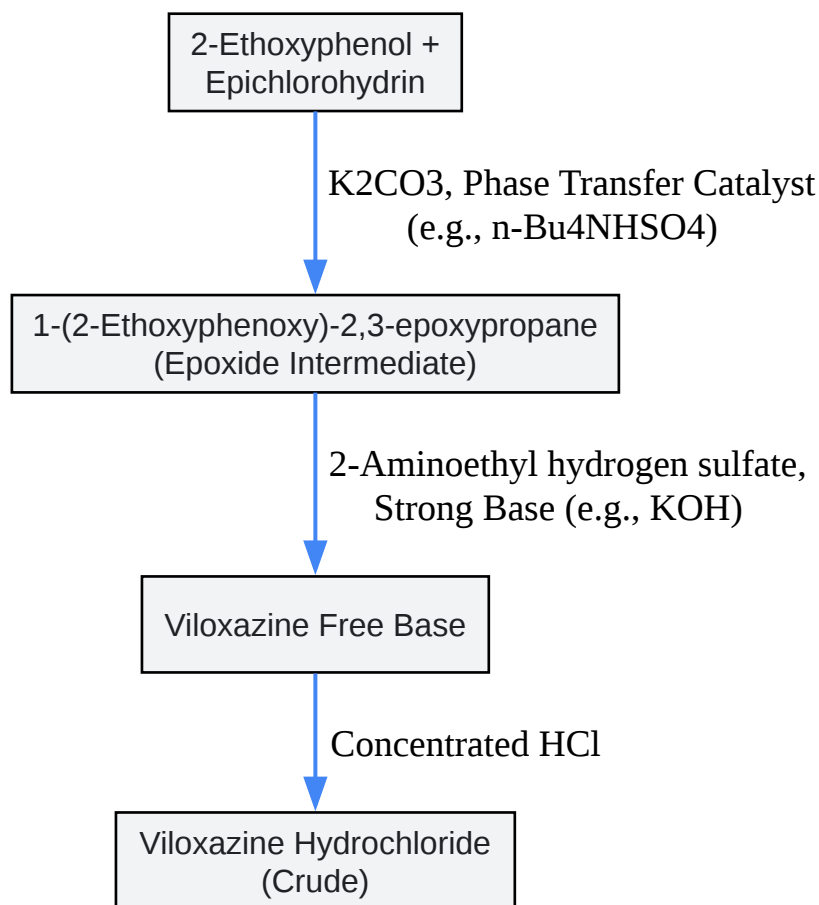 2-Ethoxyphenol +
Epichlorohydrin
K2CO3, Phase Transfer Catalyst
(e.g., n-Bu4NHSO4)
1-(2-Ethoxyphenoxy)-2,3-epoxypropane
(Epoxide Intermediate)
2-Aminoethyl hydrogen sulfate,
Strong Base (e.g., KOH)
Viloxazine Free Base
Concentrated HCl
Viloxazine Hydrochloride
(Crude)